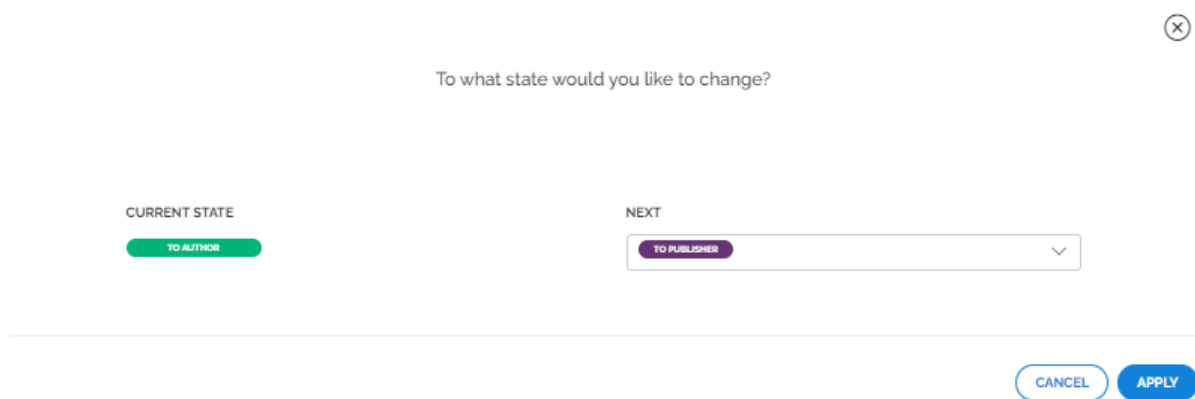 To what state would you like to change?
CURRENT STATE
NEXT
TO AUTHOR
TO PUBLISHER
CANCEL
APPLY